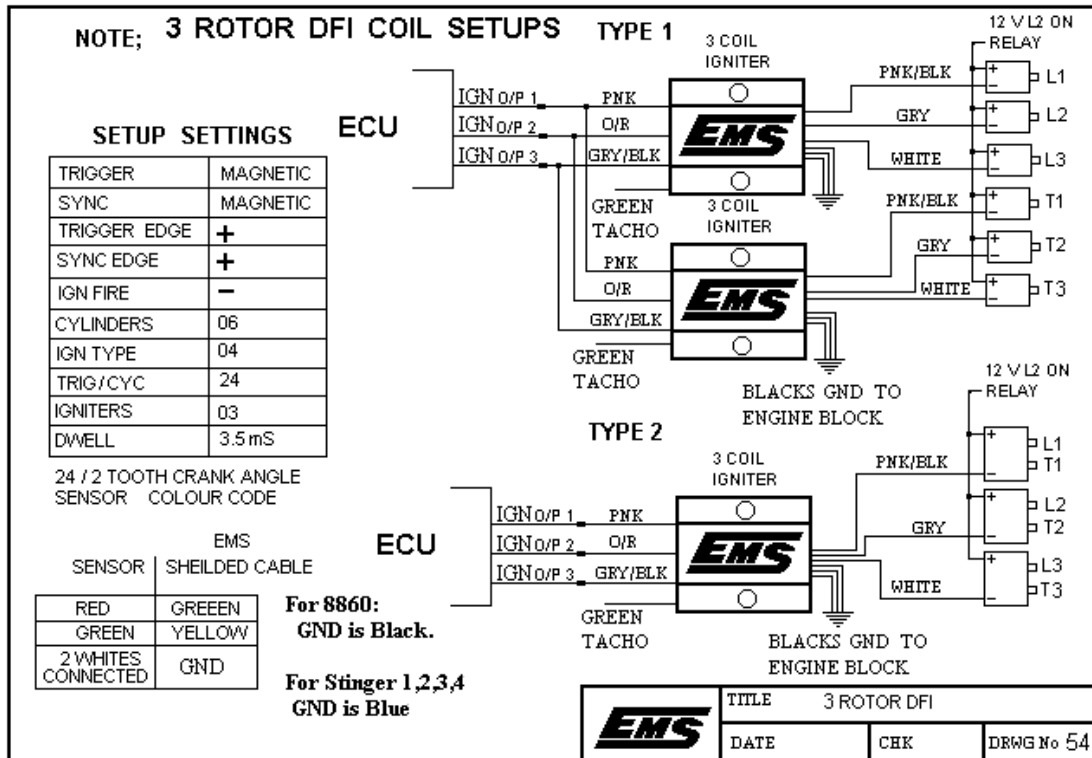 NOTE; 3 ROTOR DFI COIL SETUPS
TYPE 1
12 V L2 ON
RELAY
3 COIL
IGNITER
ECU
IGN O/P 1 PNK
IGN O/P 2 O/R
IGN O/P 3 GRY/BLK
EMS
PNK/BLK
GRY
WHITE
+ − L1
+ − L2
+ − L3
GREEN
TACHO
3 COIL
IGNITER
PNK
O/R
GRY/BLK
EMS
PNK/BLK
GRY
WHITE
+ − T1
+ − T2
+ − T3
GREEN
TACHO
BLACKS GND TO
ENGINE BLOCK
SETUP SETTINGS
TRIGGER MAGNETIC
SYNC MAGNETIC
TRIGGER EDGE +
SYNC EDGE +
IGN FIRE −
CYLINDERS 06
IGN TYPE 04
TRIG/CYC 24
IGNITERS 03
DWELL 3.5 mS
24 / 2 TOOTH CRANK ANGLE
SENSOR COLOUR CODE
EMS
SENSOR SHEILDED CABLE
RED GREEEN
GREEN YELLOW
2 WHITES
CONNECTED GND
For 8860:
GND is Black.
For Stinger 1,2,3,4
GND is Blue
TYPE 2
12 V L2 ON
RELAY
3 COIL
IGNITER
ECU
IGN O/P 1 PNK
IGN O/P 2 O/R
IGN O/P 3 GRY/BLK
EMS
PNK/BLK
GRY
WHITE
+ − L1
T1
+ − L2
T2
+ − L3
T3
GREEN
TACHO
BLACKS GND TO
ENGINE BLOCK
EMS
TITLE 3 ROTOR DFI
DATE CHK DRWG No 54